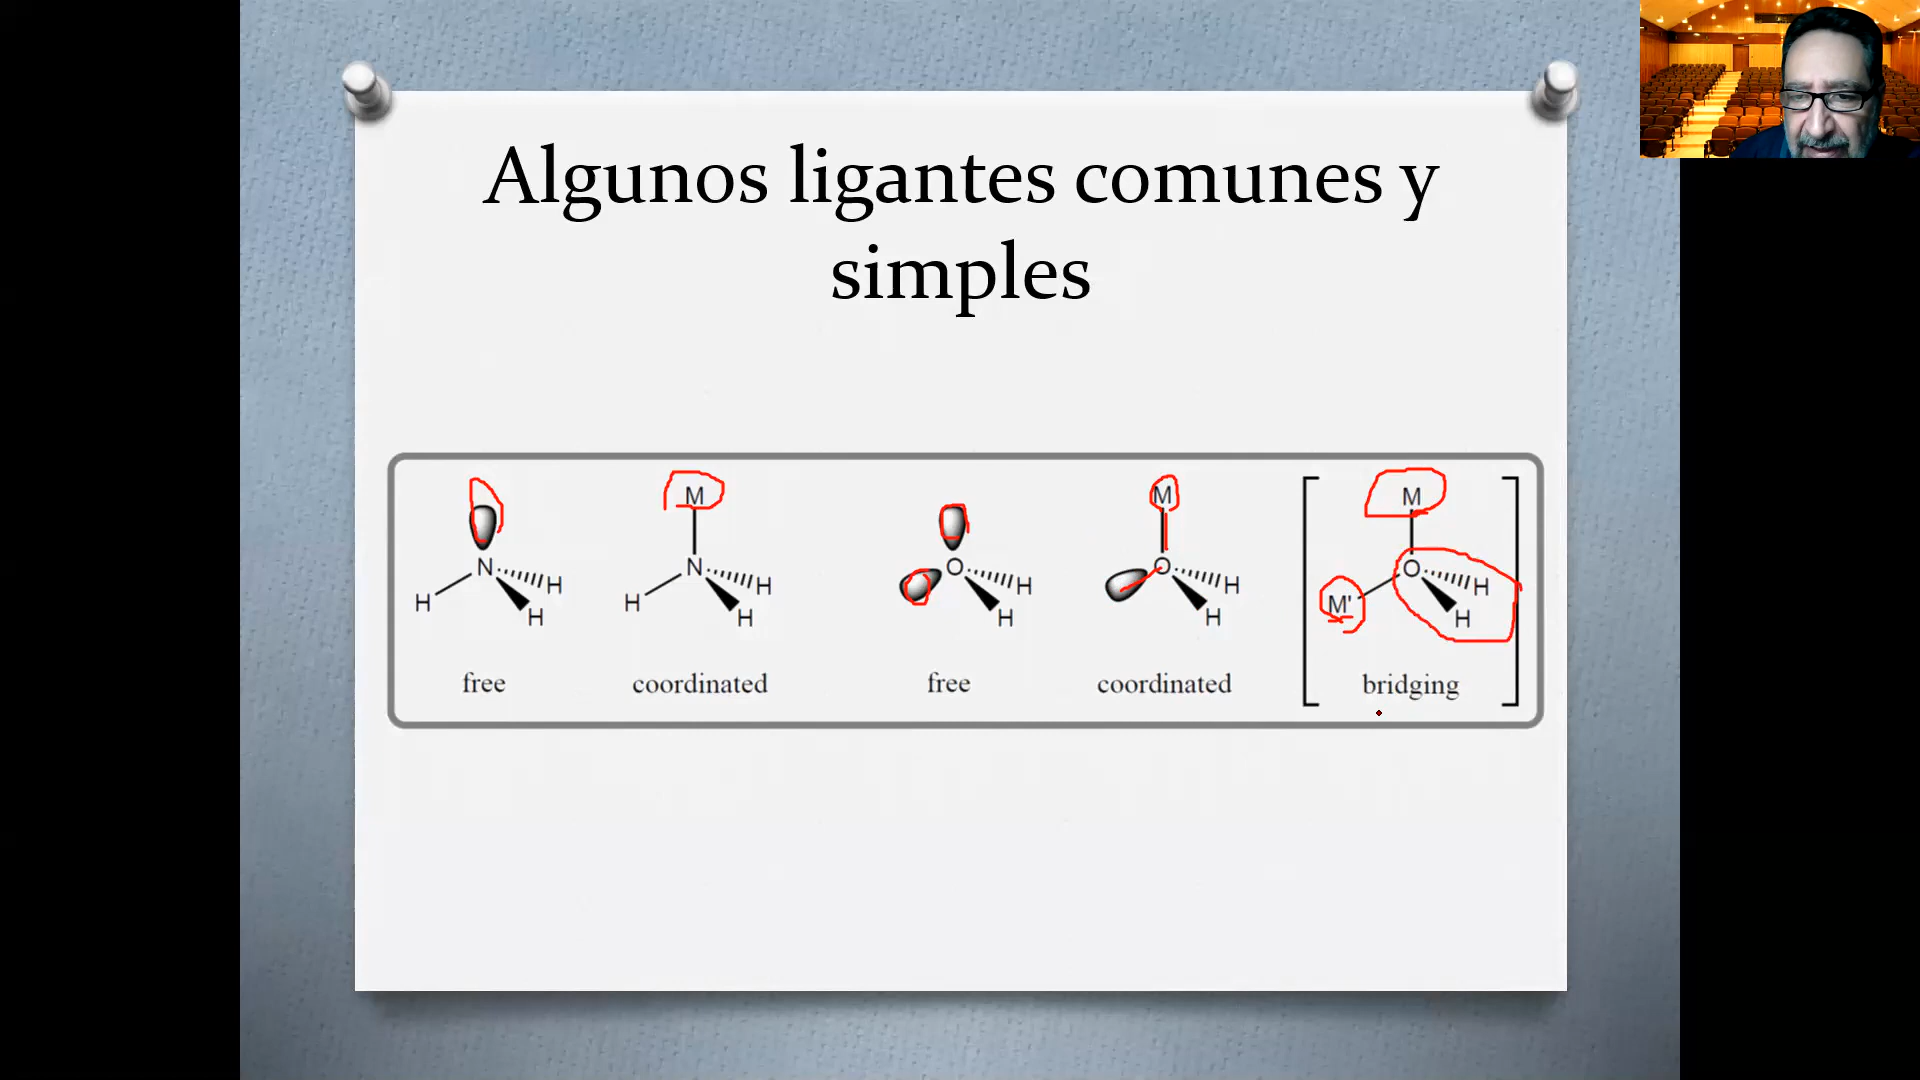 Algunos ligantes comunes y
simples
M M M
N H H H
N H H H
O H H
O H H
M' O H H
free coordinated free coordinated bridging